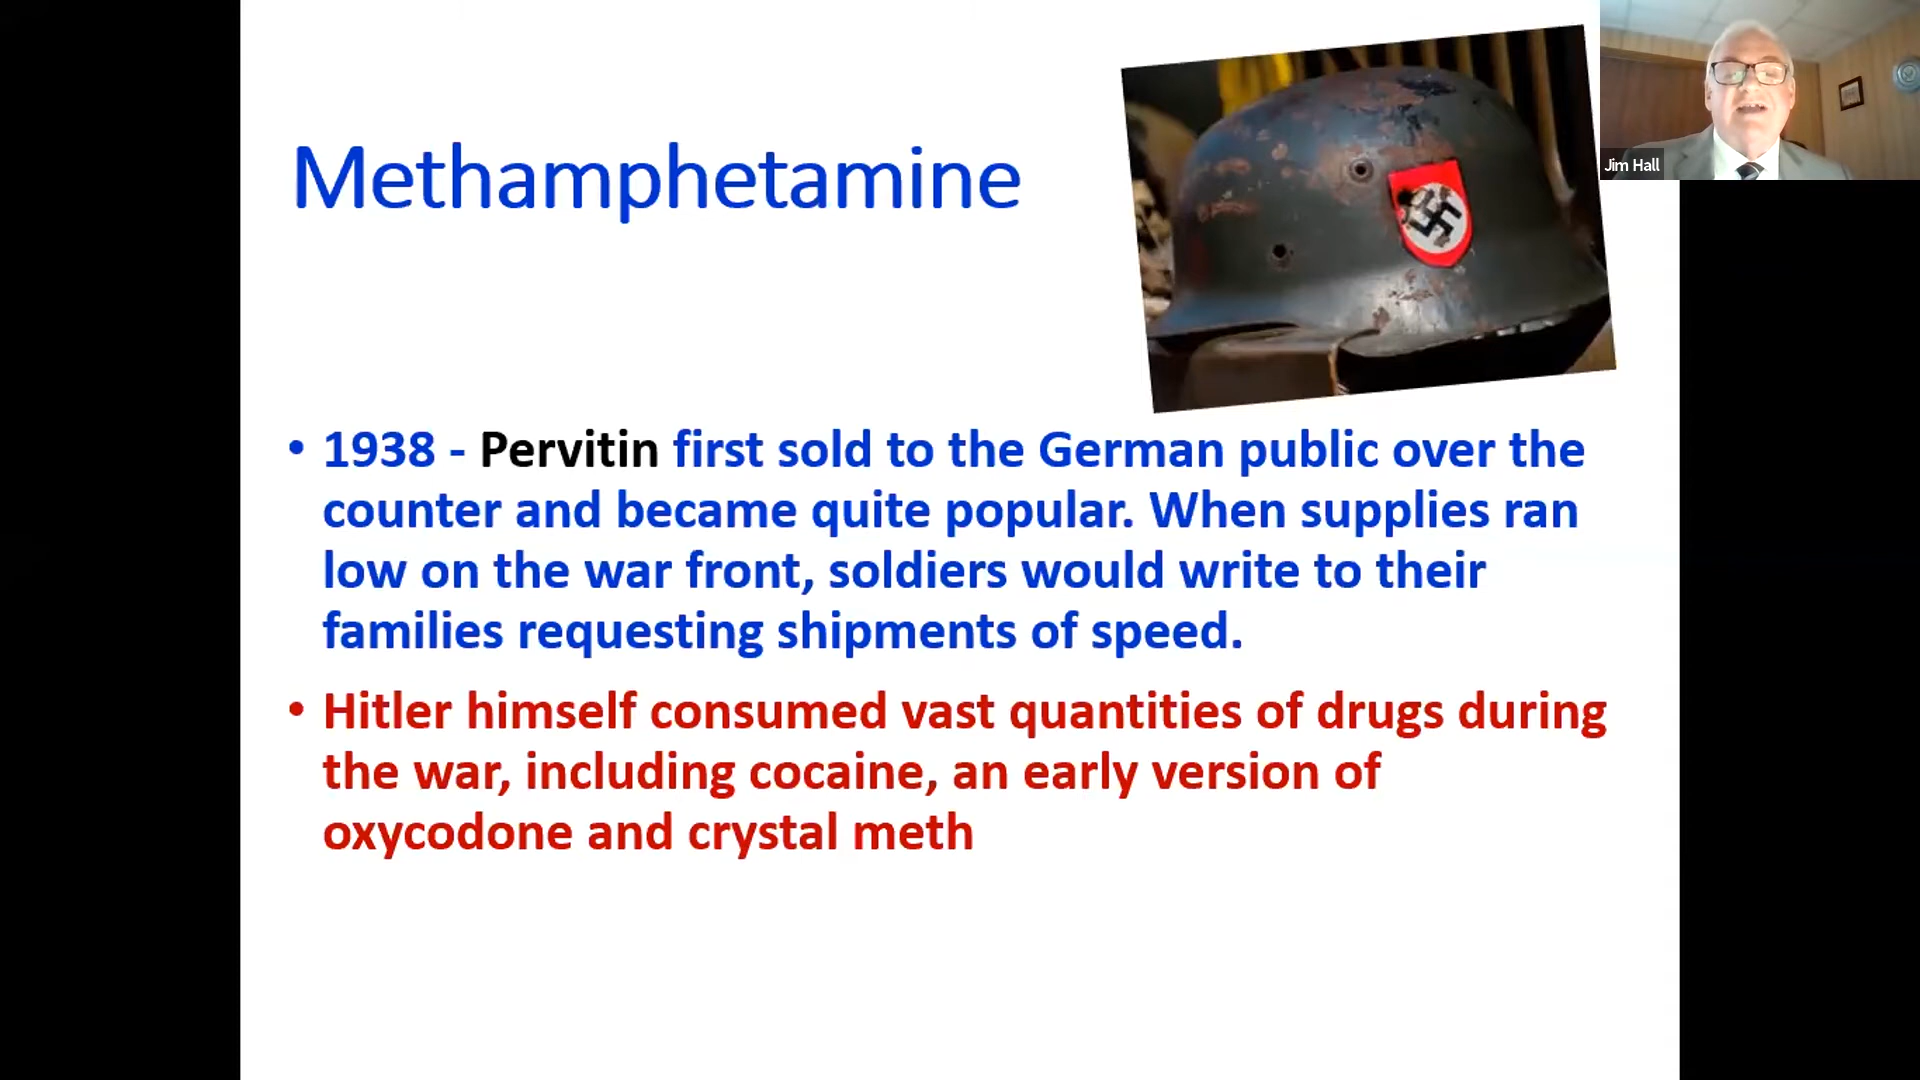 Methamphetamine
Jim Hall
• 1938 - Pervitin first sold to the German public over the
counter and became quite popular. When supplies ran
low on the war front, soldiers would write to their
families requesting shipments of speed.
• Hitler himself consumed vast quantities of drugs during
the war, including cocaine, an early version of
oxycodone and crystal meth